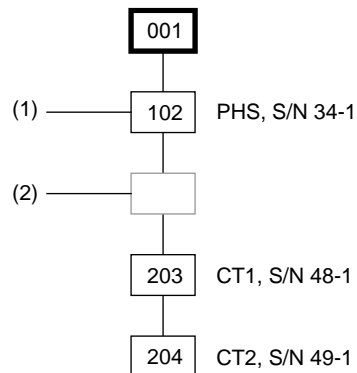 001
(1) 102 PHS, S/N 34-1
(2)
203 CT1, S/N 48-1
204 CT2, S/N 49-1